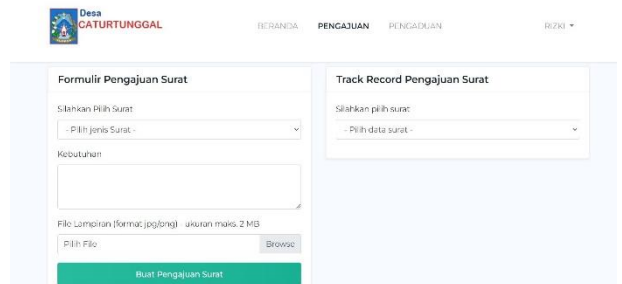 Desa
CATURTUNGGAL
BERANDA PENGAJUAN PENGADUAN RIZKI
Formulir Pengajuan Surat
Silahkan Pilih Surat
- Pilih jenis Surat -
Kebutuhan
File Lampiran (format jpg/png) - ukuran maks. 2 MB
Pilih File Browse
Buat Pengajuan Surat
Track Record Pengajuan Surat
Silahkan pilih surat
- Pilih data surat -